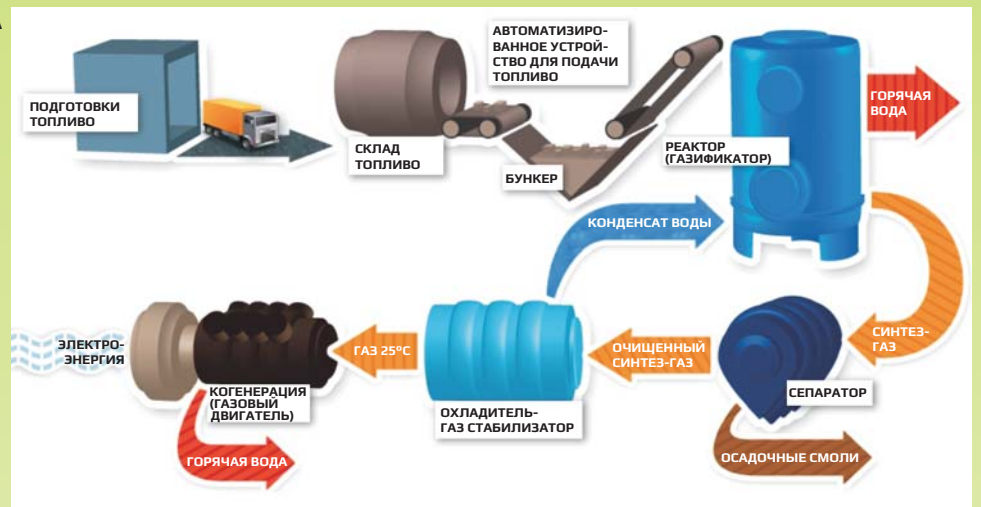 ПОДГОТОВКИ
ТОПЛИВО
СКЛАД
ТОПЛИВО
АВТОМАТИЗИРО-
ВАННОЕ УСТРОЙ-
СТВО ДЛЯ ПОДАЧИ
ТОПЛИВО
БУНКЕР
РЕАКТОР
(ГАЗИФИКАТОР)
ГОРЯЧАЯ
ВОДА
КОНДЕНСАТ ВОДЫ
СИНТЕЗ-
ГАЗ
СЕПАРАТОР
ОСАДОЧНЫЕ СМОЛИ
ОЧИЩЕННЫЙ
СИНТЕЗ-ГАЗ
ОХЛАДИТЕЛЬ-
ГАЗ СТАБИЛИЗАТОР
ГАЗ 25°C
КОГЕНЕРАЦИЯ
(ГАЗОВЫЙ
ДВИГАТЕЛЬ)
ГОРЯЧАЯ ВОДА
ЭЛЕКТРО-
ЭНЕРГИЯ